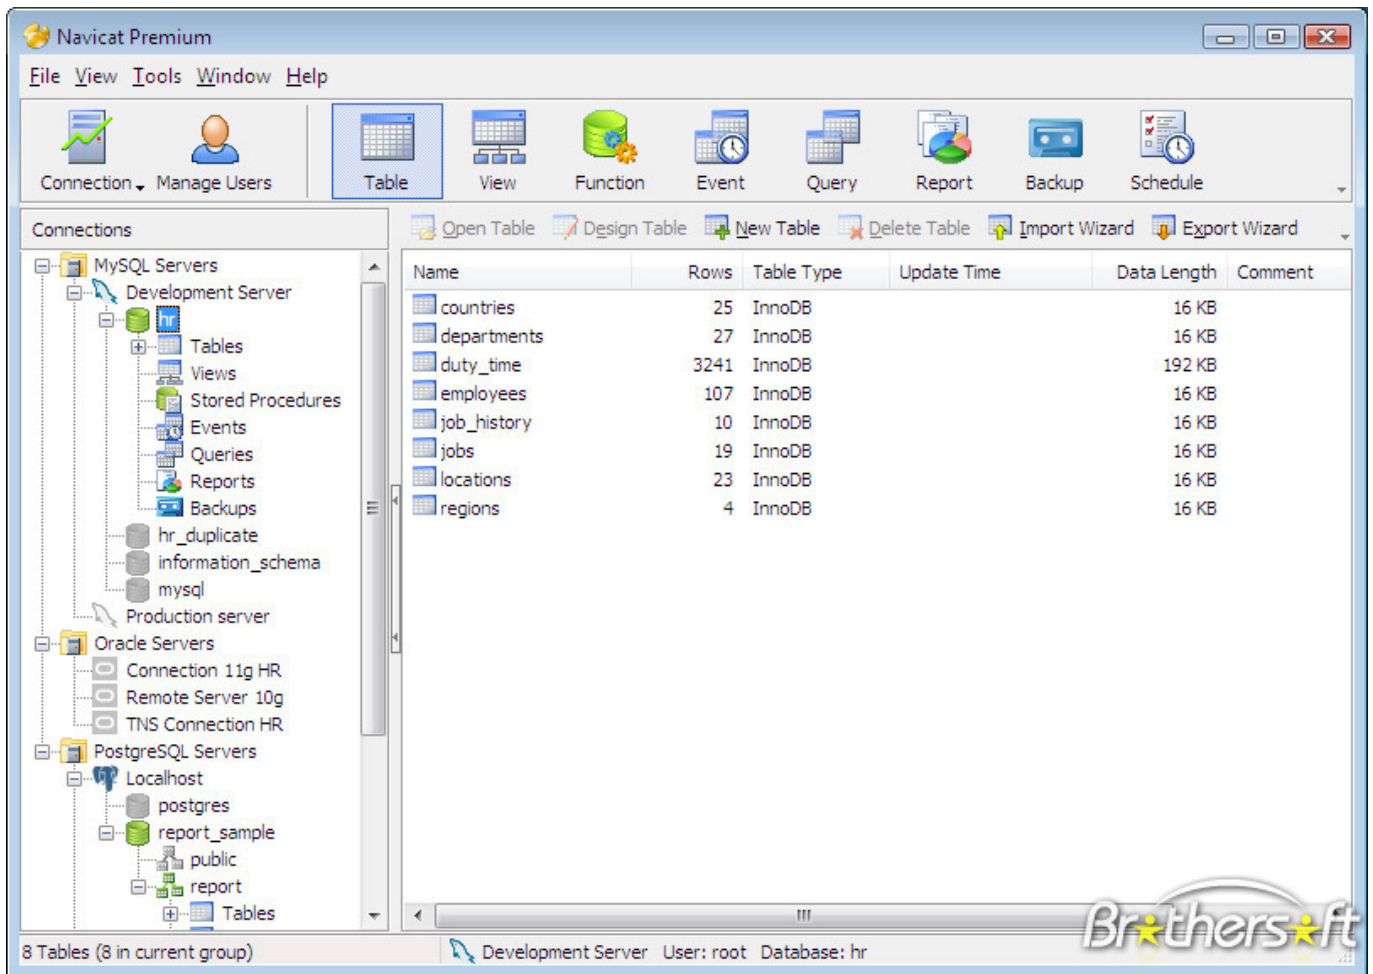 Navicat Premium
File View Tools Window Help
Connection Manage Users Table View Function Event Query Report Backup Schedule
Connections
Open Table Design Table New Table Delete Table Import Wizard Export Wizard
Name Rows Table Type Update Time Data Length Comment
countries 25 InnoDB 16 KB
departments 27 InnoDB 16 KB
duty_time 3241 InnoDB 192 KB
employees 107 InnoDB 16 KB
job_history 10 InnoDB 16 KB
jobs 19 InnoDB 16 KB
locations 23 InnoDB 16 KB
regions 4 InnoDB 16 KB
MySQL Servers
Development Server
hr
Tables
Views
Stored Procedures
Events
Queries
Reports
Backups
hr_duplicate
information_schema
mysql
Production server
Oracle Servers
Connection 11g HR
Remote Server 10g
TNS Connection HR
PostgreSQL Servers
Localhost
postgres
report_sample
public
report
Tables
8 Tables (8 in current group) Development Server User: root Database: hr
Brothersoft